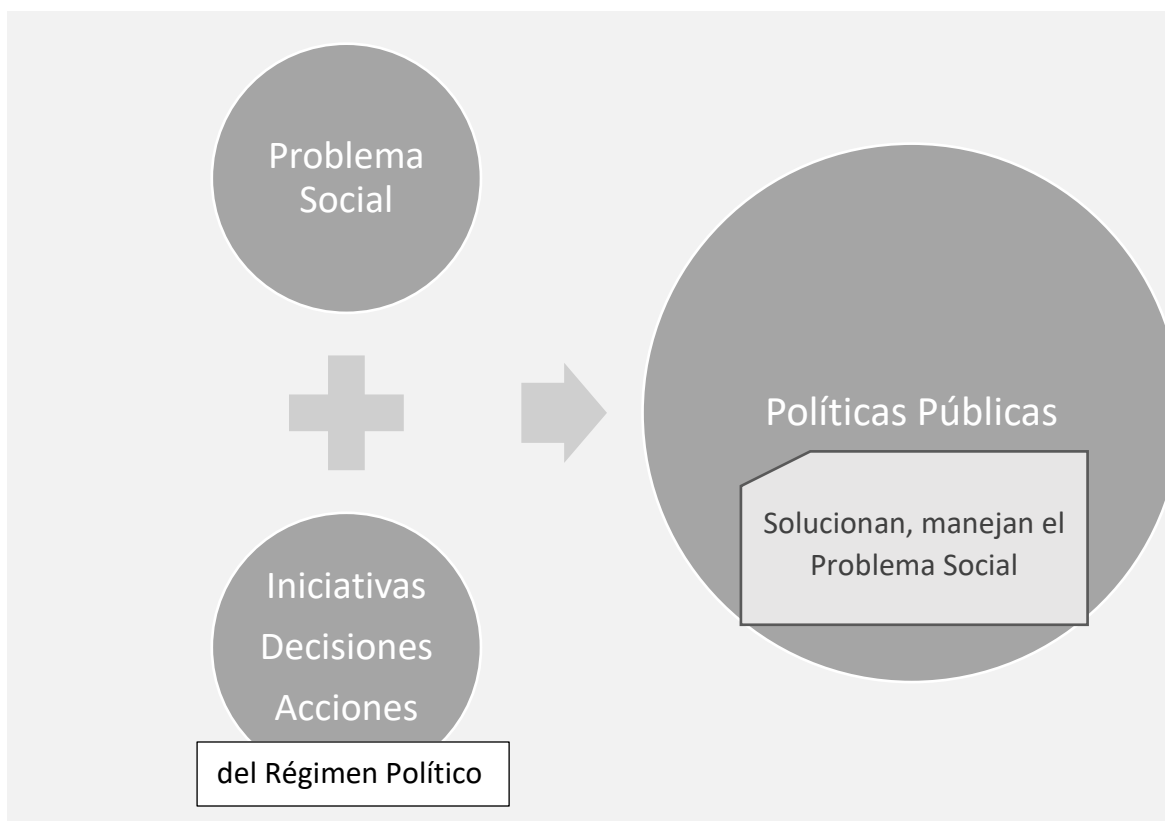 Problema
Social
Iniciativas
Decisiones
Acciones
del Régimen Político
Políticas Públicas
Solucionan, manejan el
Problema Social